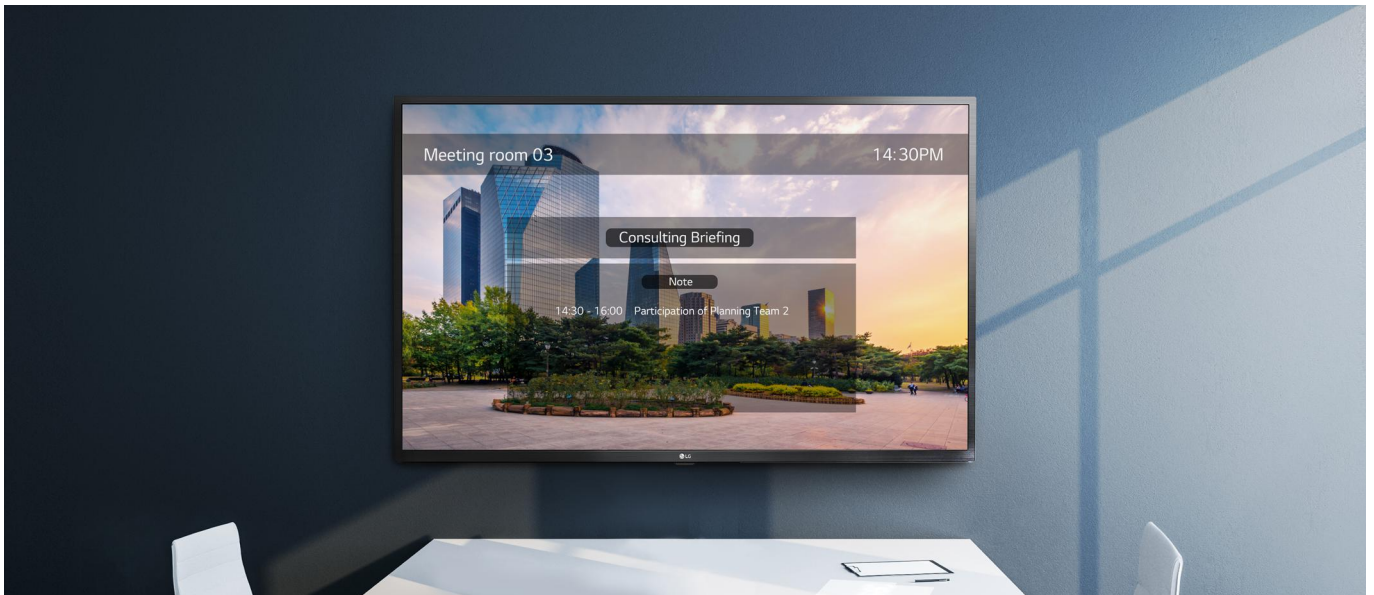 Meeting room 03 14:30PM
Consulting Briefing
Note
14:30 - 16:00 Participation of Planning Team 2
LG